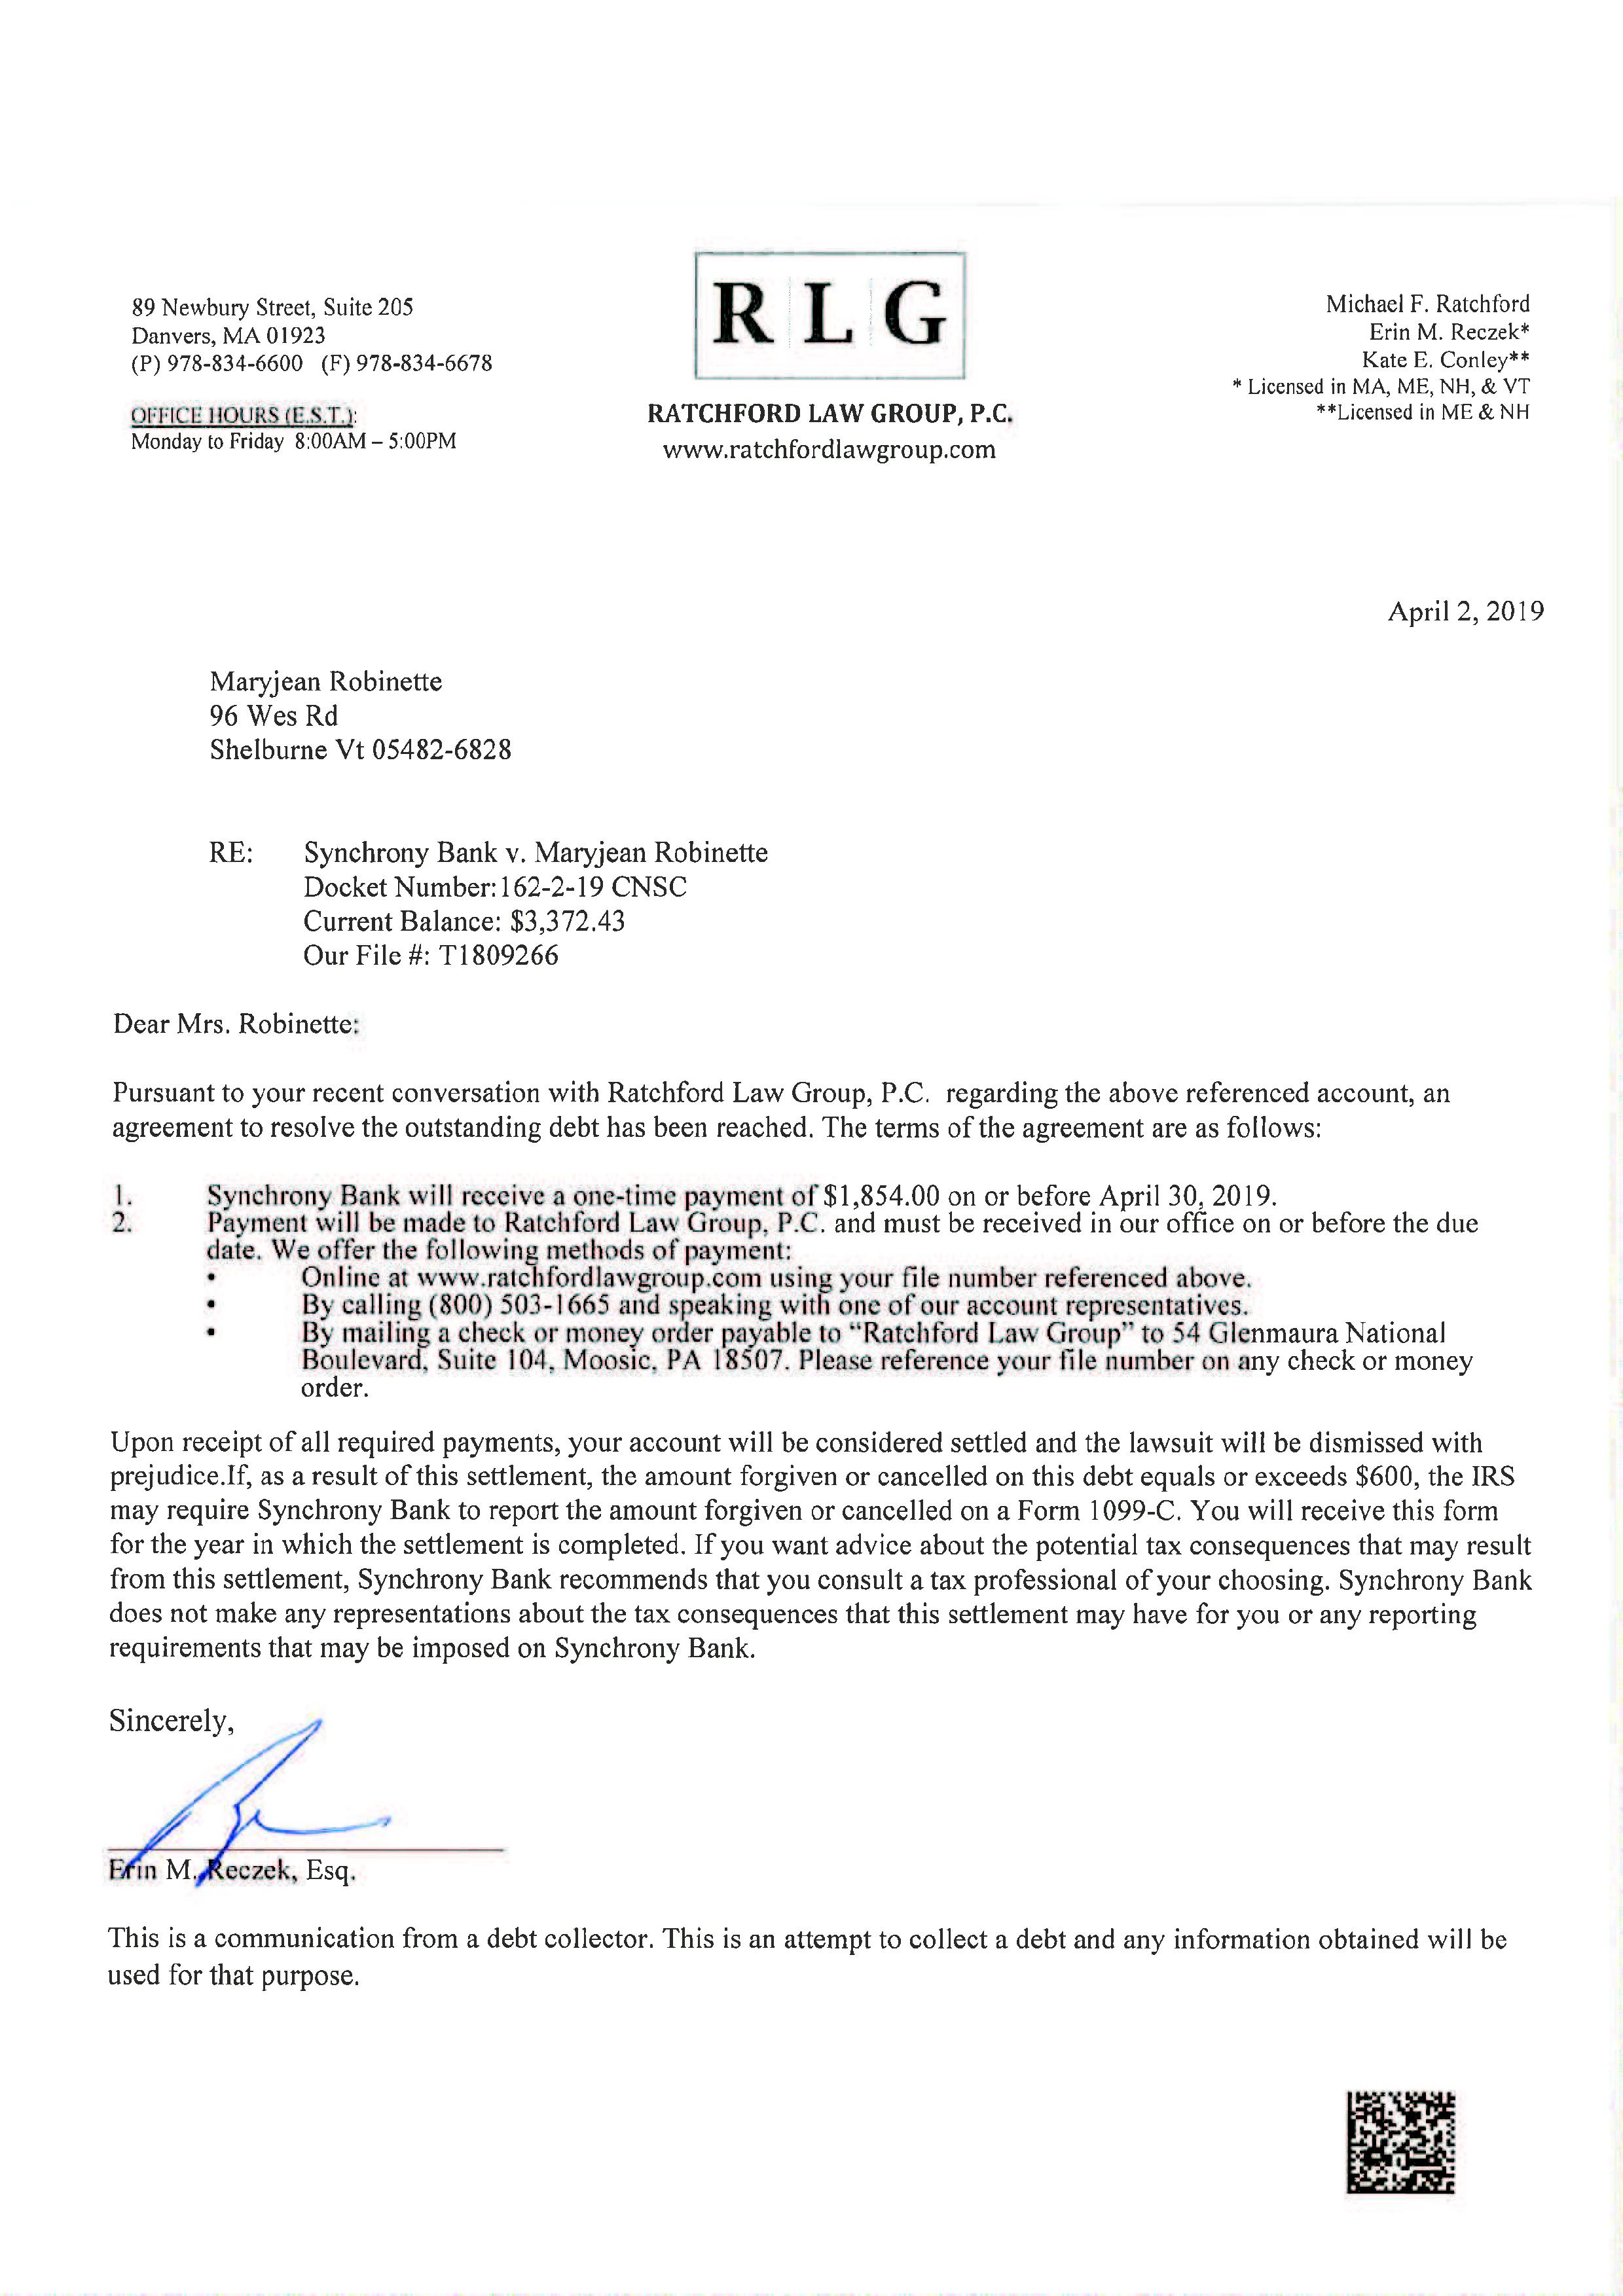 89 Newbury Street, Suite 205
Danvers, MA 01923
(P) 978-834-6600 (F) 978-834-6678
OFFICE HOURS (E.S.T.):
Monday to Friday 8:00AM – 5:00PM
R L G
RATCHFORD LAW GROUP, P.C.
www.ratchfordlawgroup.com
Michael F. Ratchford
Erin M. Reczek*
Kate E. Conley**
* Licensed in MA, ME, NH, & VT
**Licensed in ME & NH
April 2, 2019
Maryjean Robinette
96 Wes Rd
Shelburne Vt 05482-6828
RE: Synchrony Bank v. Maryjean Robinette
Docket Number:162-2-19 CNSC
Current Balance: $3,372.43
Our File #: T1809266
Dear Mrs. Robinette:
Pursuant to your recent conversation with Ratchford Law Group, P.C. regarding the above referenced account, an
agreement to resolve the outstanding debt has been reached. The terms of the agreement are as follows:
1. Synchrony Bank will receive a one-time payment of $1,854.00 on or before April 30, 2019.
2. Payment will be made to Ratchford Law Group, P.C. and must be received in our office on or before the due
date. We offer the following methods of payment:
• Online at www.ratchfordlawgroup.com using your file number referenced above.
• By calling (800) 503-1665 and speaking with one of our account representatives.
• By mailing a check or money order payable to “Ratchford Law Group” to 54 Glenmaura National
Boulevard, Suite 104, Moosic, PA 18507. Please reference your file number on any check or money
order.
Upon receipt of all required payments, your account will be considered settled and the lawsuit will be dismissed with
prejudice.If, as a result of this settlement, the amount forgiven or cancelled on this debt equals or exceeds $600, the IRS
may require Synchrony Bank to report the amount forgiven or cancelled on a Form 1099-C. You will receive this form
for the year in which the settlement is completed. If you want advice about the potential tax consequences that may result
from this settlement, Synchrony Bank recommends that you consult a tax professional of your choosing. Synchrony Bank
does not make any representations about the tax consequences that this settlement may have for you or any reporting
requirements that may be imposed on Synchrony Bank.
Sincerely,
Erin M. Reczek, Esq.
This is a communication from a debt collector. This is an attempt to collect a debt and any information obtained will be
used for that purpose.